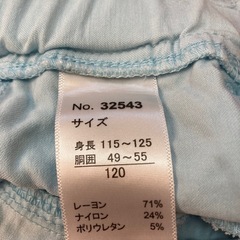 No. 32543
サイズ
身長 115～125
胴囲 49～55
120
レーヨン 71%
ナイロン 24%
ポリウレタン 5%